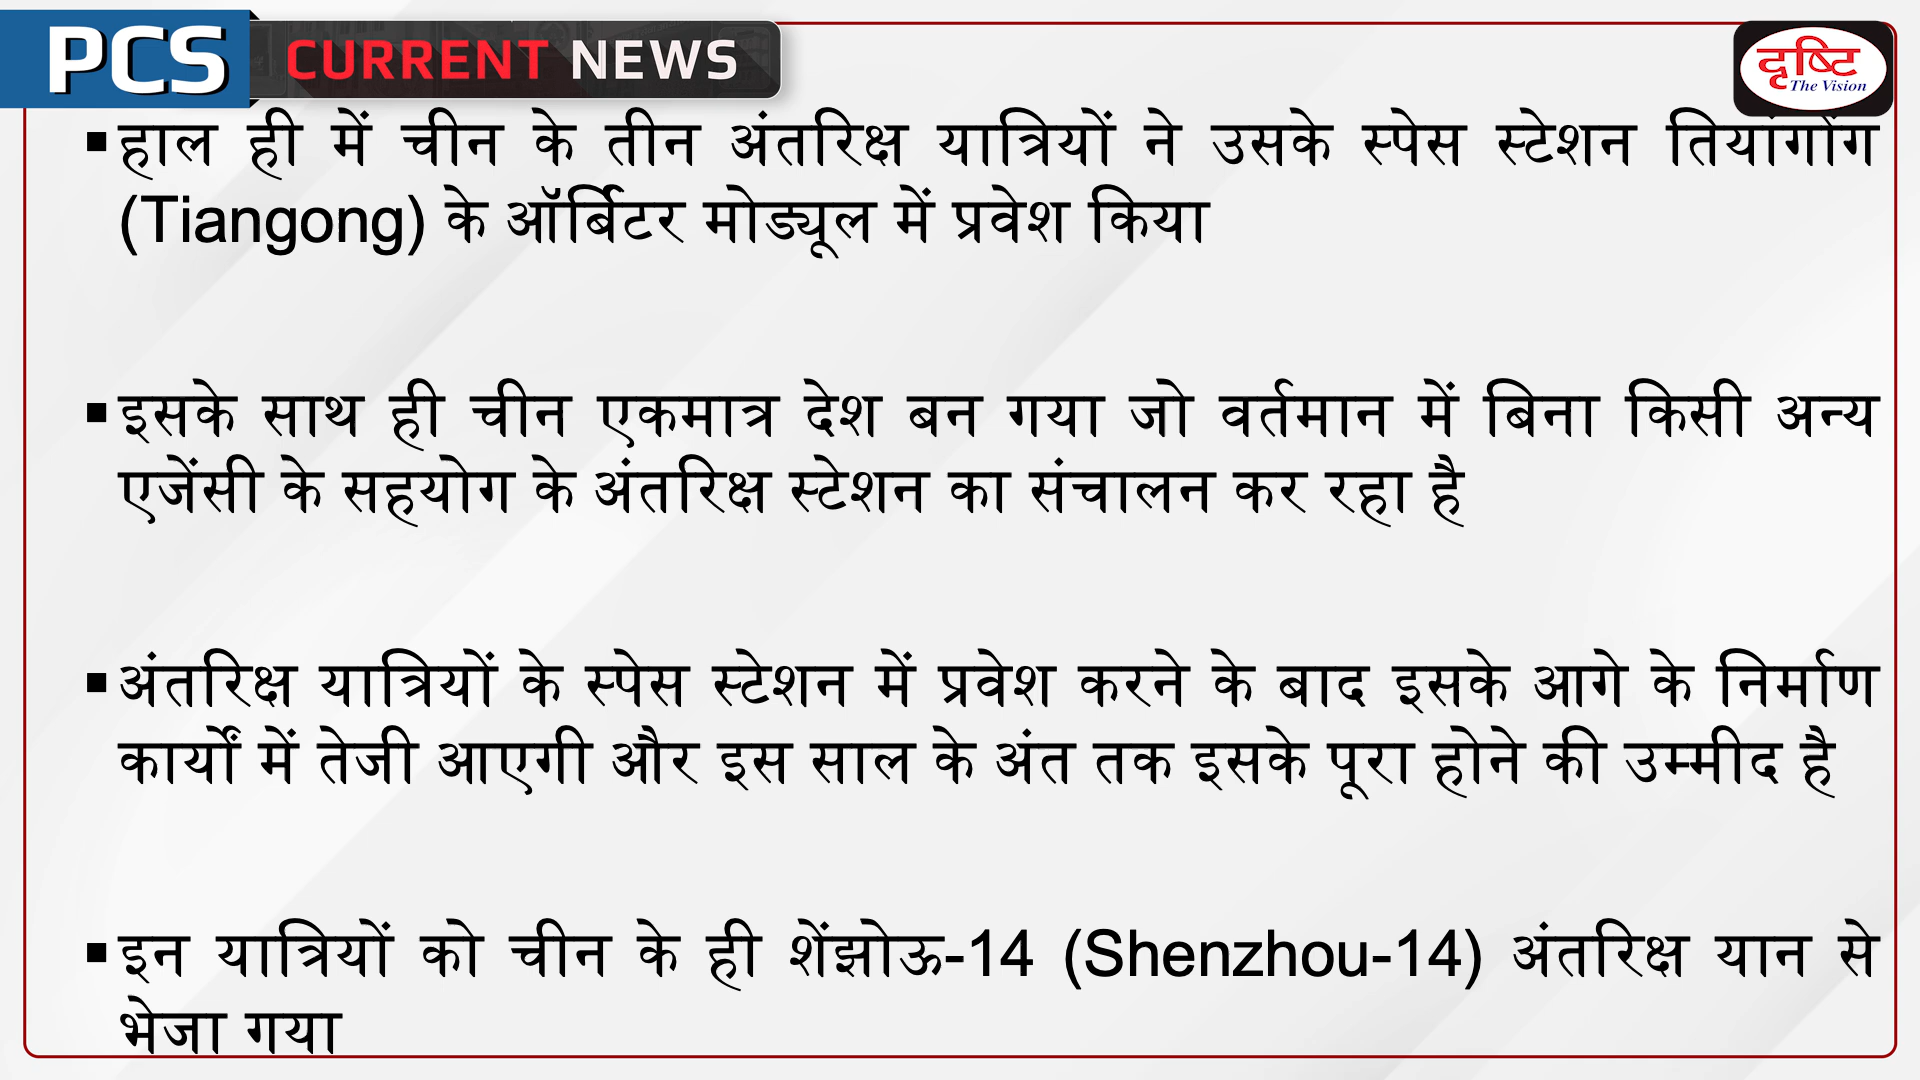 PCS CURRENT NEWS
दृष्टि
The Vision
▪हाल ही में चीन के तीन अंतरिक्ष यात्रियों ने उसके स्पेस स्टेशन तियांगोंग
(Tiangong) के ऑर्बिटर मोड्यूल में प्रवेश किया
▪इसके साथ ही चीन एकमात्र देश बन गया जो वर्तमान में बिना किसी अन्य
एजेंसी के सहयोग के अंतरिक्ष स्टेशन का संचालन कर रहा है
▪अंतरिक्ष यात्रियों के स्पेस स्टेशन में प्रवेश करने के बाद इसके आगे के निर्माण
कार्यों में तेजी आएगी और इस साल के अंत तक इसके पूरा होने की उम्मीद है
▪इन यात्रियों को चीन के ही शेंझोऊ-14 (Shenzhou-14) अंतरिक्ष यान से
भेजा गया